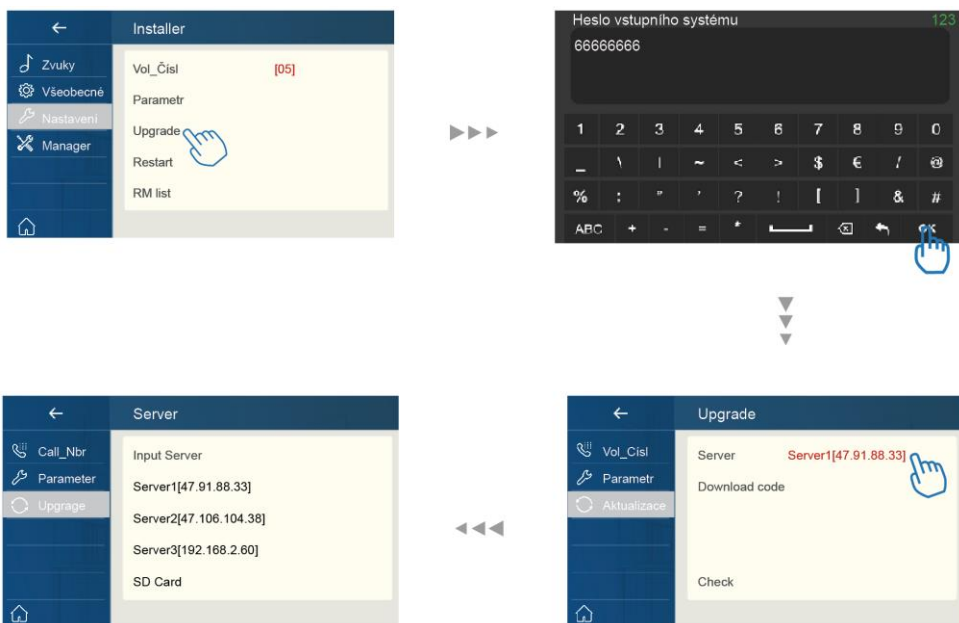 Installer
Zvuky
Všeobecné
Nastavení
Manager
Vol_Čísl [05]
Parametr
Upgrade
Restart
RM list
Heslo vstupního systému 123
66666666
1 2 3 4 5 6 7 8 9 0
_ \ | ~ < > $ € / @
% : " ' ? ! [ ] & #
ABC + - = * OK
Server
Call_Nbr
Parameter
Upgrage
Input Server
Server1[47.91.88.33]
Server2[47.106.104.38]
Server3[192.168.2.60]
SD Card
Upgrade
Vol_Císl
Parametr
Aktualizace
Server Server1[47.91.88.33]
Download code
Check